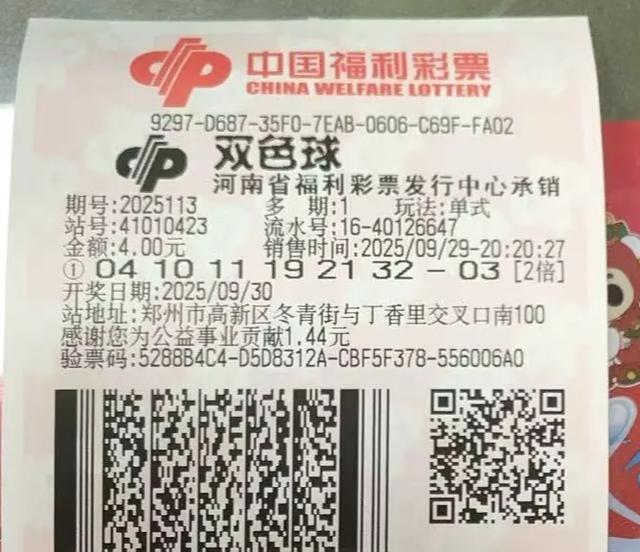 中国福利彩票
CHINA WELFARE LOTTERY
9297-D687-35F0-7EAB-0606-C69F-FA02
双色球
河南省福利彩票发行中心承销
期号:2025113 多 期:1 玩法:单式
站号:41010423 流水号:16-40126647
金额:4.00元 销售时间:2025/09/29-20:20:27
① 04 10 11 19 21 32 - 03 [2倍]
开奖日期:2025/09/30
站地址:郑州市高新区冬青街与丁香里交叉口南100
感谢您为公益事业贡献1.44元
验票码:5288B4C4-D5D8312A-CBF5F378-556006A0